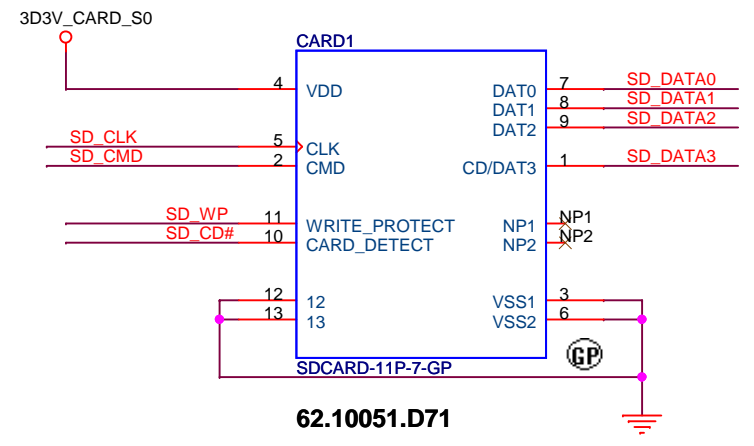 3D3V_CARD_S0
CARD1
4 VDD DAT0 7 SD_DATA0
DAT1 8 SD_DATA1
DAT2 9 SD_DATA2
SD_CLK 5 CLK
SD_CMD 2 CMD CD/DAT3 1 SD_DATA3
SD_WP 11 WRITE_PROTECT NP1 NP1
SD_CD# 10 CARD_DETECT NP2 NP2
12 12 VSS1 3
13 13 VSS2 6
GP
SDCARD-11P-7-GP
62.10051.D71